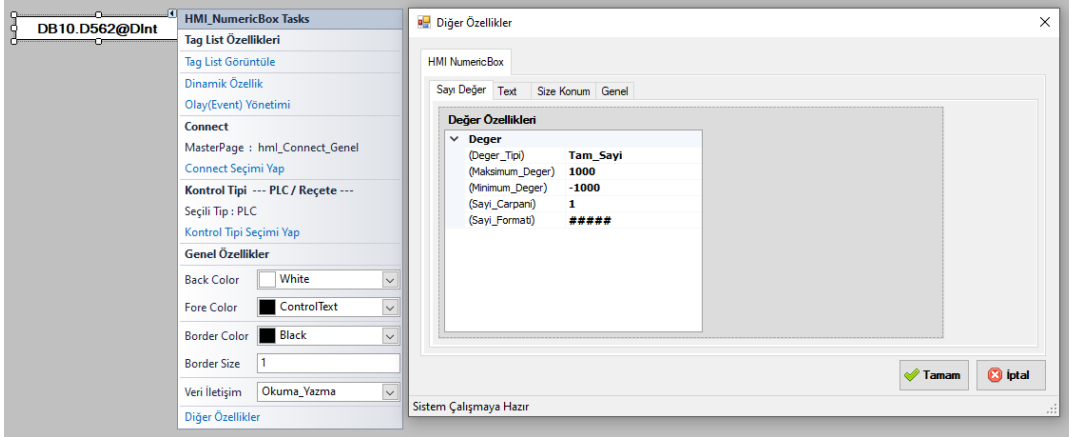 DB10.D562@DInt
HMI_NumericBox Tasks
Tag List Özellikleri
Tag List Görüntüle
Dinamik Özellik
Olay(Event) Yönetimi
Connect
MasterPage : hml_Connect_Genel
Connect Seçimi Yap
Kontrol Tipi --- PLC / Reçete ---
Seçili Tip : PLC
Kontrol Tipi Seçimi Yap
Genel Özellikler
Back Color White
Fore Color ControlText
Border Color Black
Border Size 1
Veri İletişim Okuma_Yazma
Diğer Özellikler
Diğer Özellikler
HMI NumericBox
Sayı Değer Text Size Konum Genel
Değer Özellikleri
Deger
(Deger_Tipi) Tam_Sayi
(Maksimum_Deger) 1000
(Minimum_Deger) -1000
(Sayi_Carpani) 1
(Sayi_Formati) #####
Tamam İptal
Sistem Çalışmaya Hazır